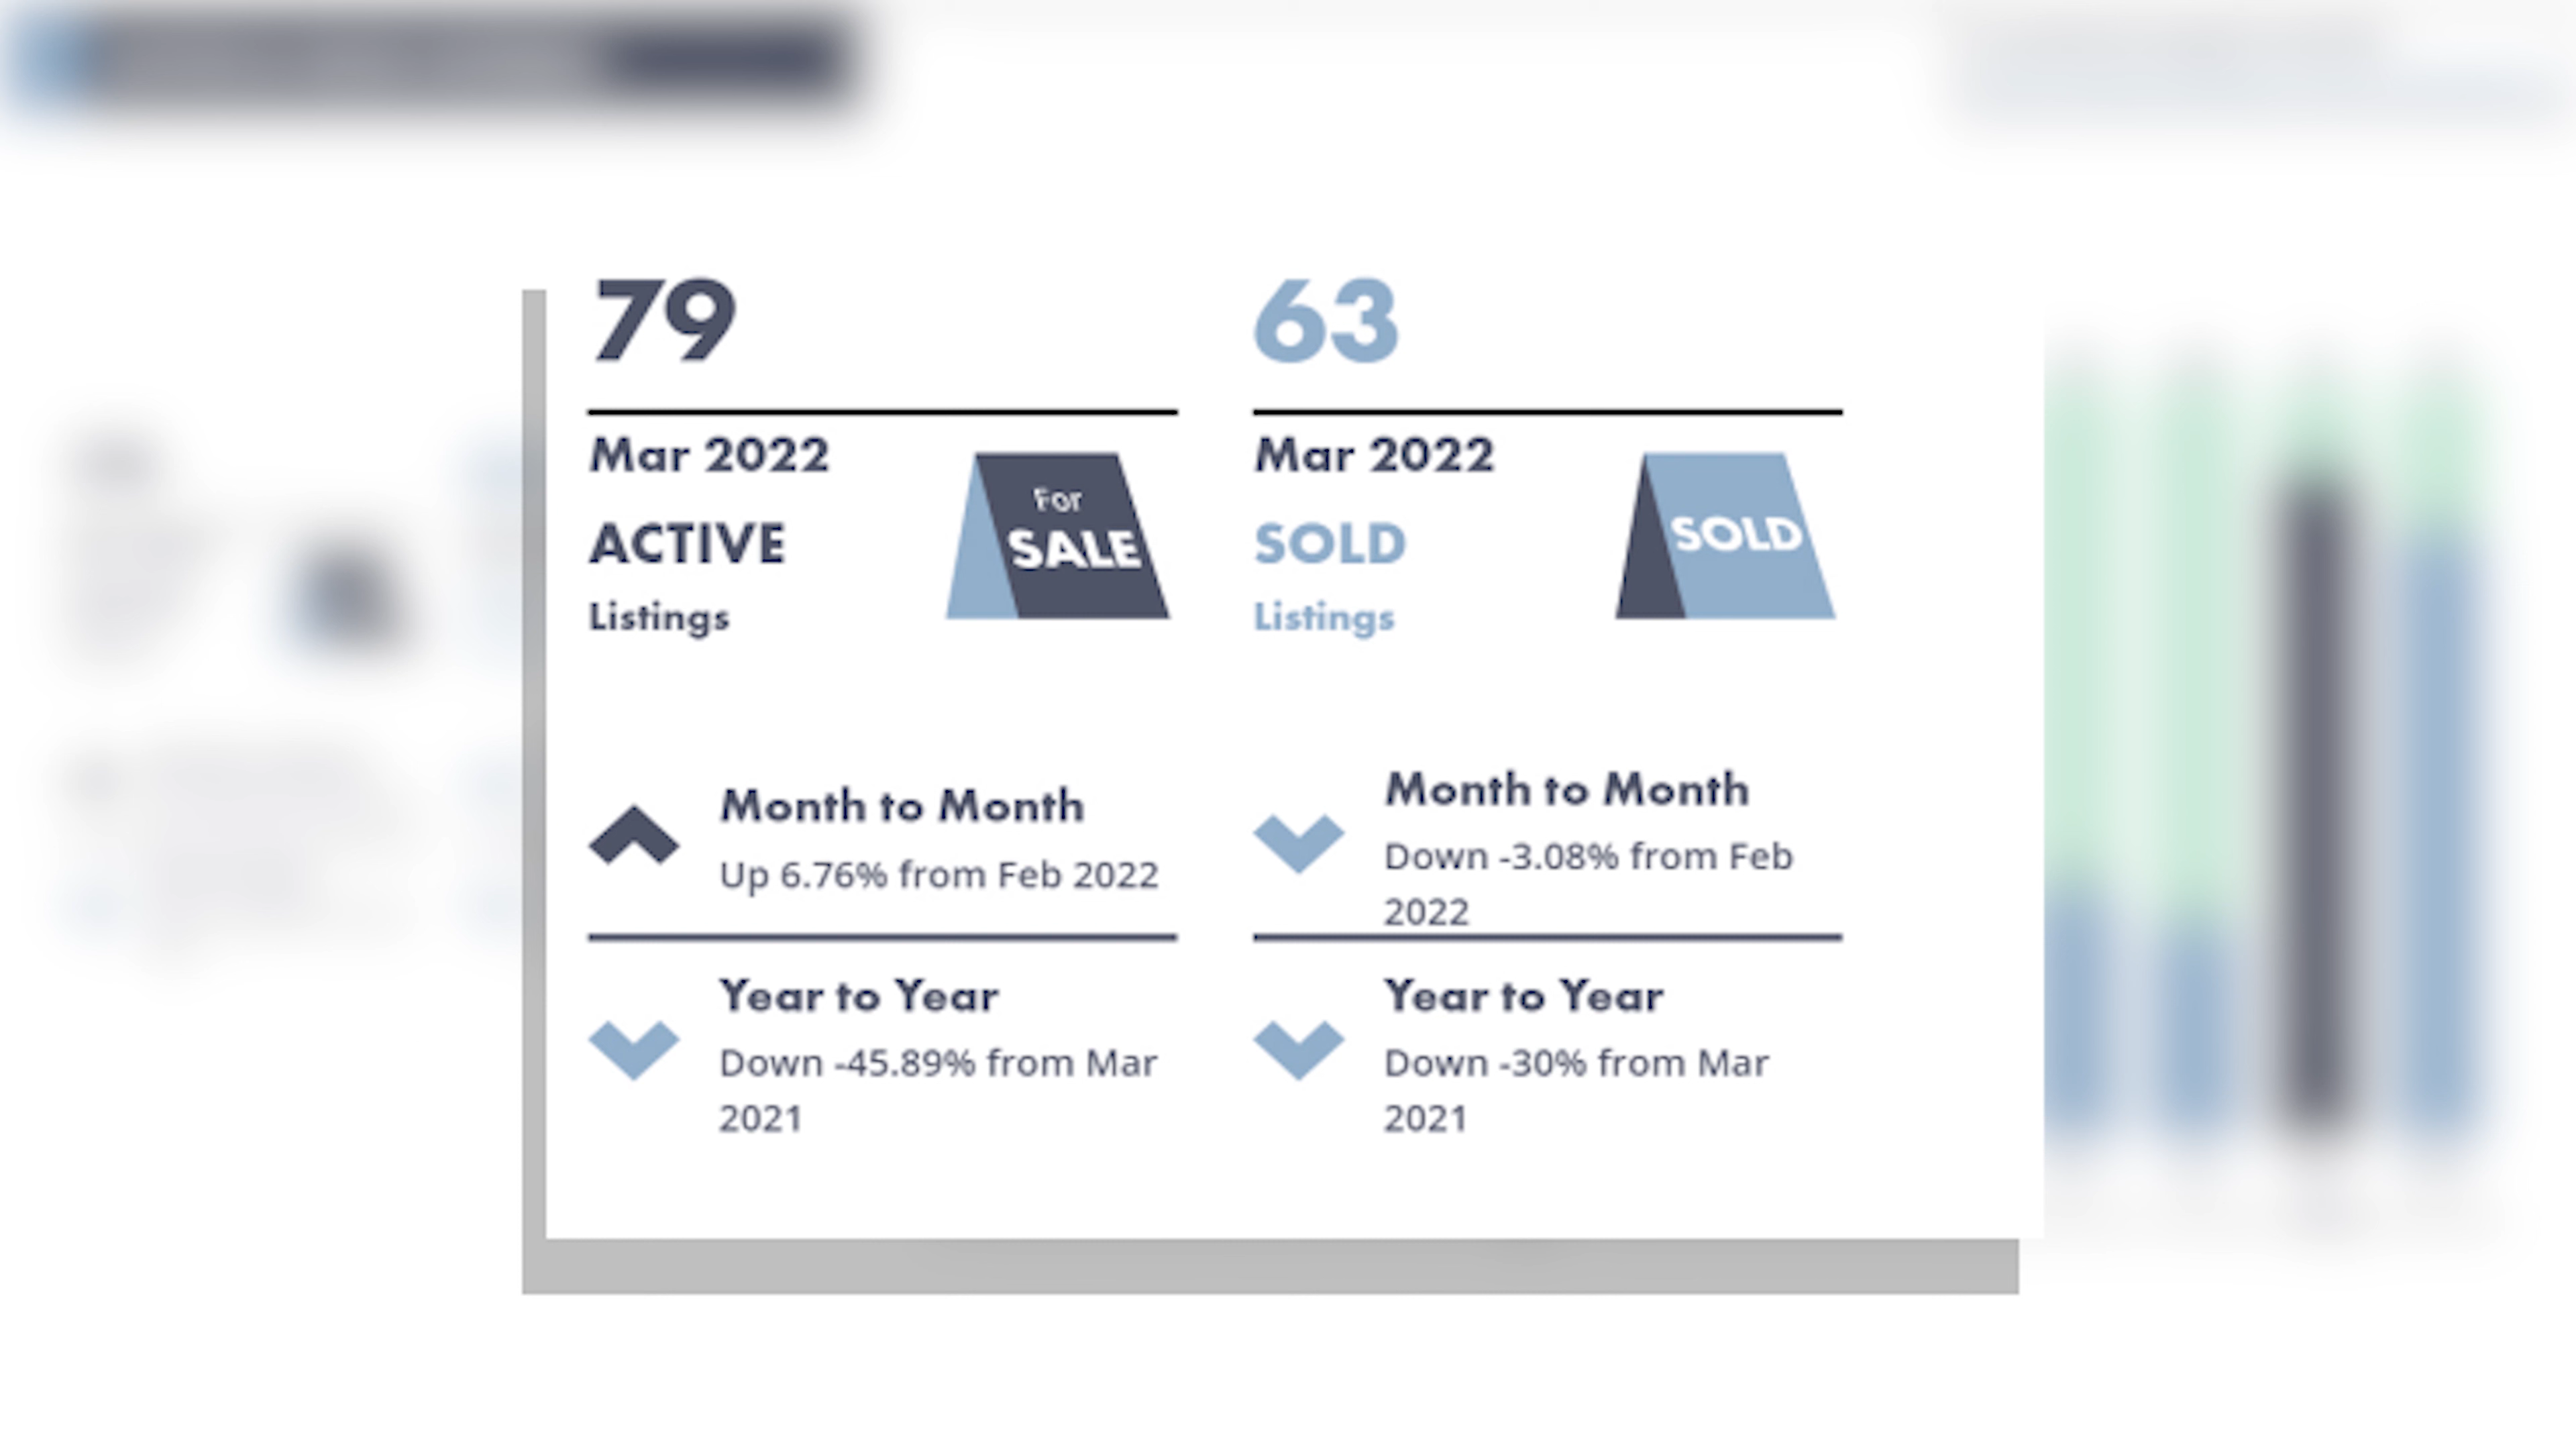 79
Mar 2022
ACTIVE
Listings
For
SALE
Month to Month
Up 6.76% from Feb 2022
Year to Year
Down -45.89% from Mar
2021
63
Mar 2022
SOLD
Listings
SOLD
Month to Month
Down -3.08% from Feb
2022
Year to Year
Down -30% from Mar
2021